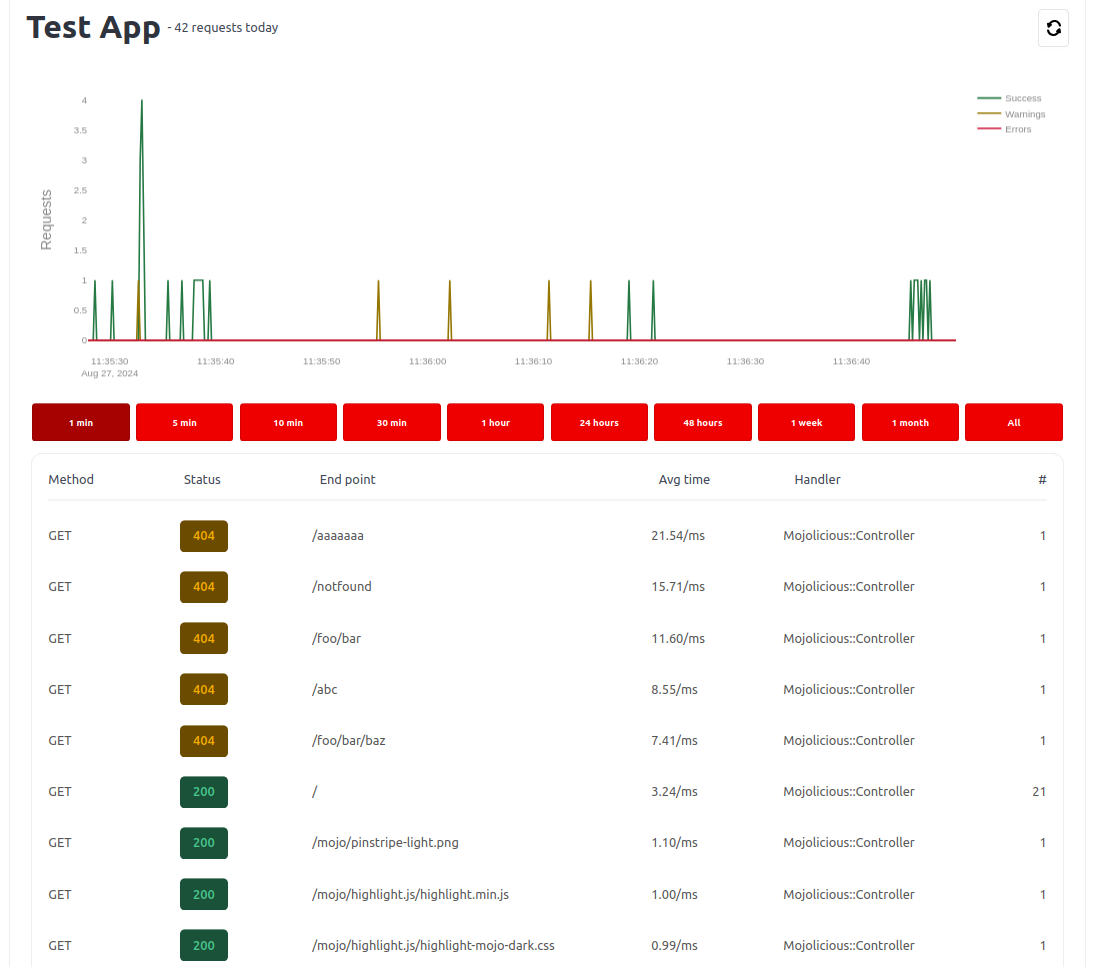 Test App - 42 requests today
Success
Warnings
Errors
Requests
4
3.5
3
2.5
2
1.5
1
0.5
0
11:35:30 11:35:40 11:35:50 11:36:00 11:36:10 11:36:20 11:36:30 11:36:40
Aug 27, 2024
1 min 5 min 10 min 30 min 1 hour 24 hours 48 hours 1 week 1 month All
Method Status End point Avg time Handler #
GET 404 /aaaaaaa 21.54/ms Mojolicious::Controller 1
GET 404 /notfound 15.71/ms Mojolicious::Controller 1
GET 404 /foo/bar 11.60/ms Mojolicious::Controller 1
GET 404 /abc 8.55/ms Mojolicious::Controller 1
GET 404 /foo/bar/baz 7.41/ms Mojolicious::Controller 1
GET 200 / 3.24/ms Mojolicious::Controller 21
GET 200 /mojo/pinstripe-light.png 1.10/ms Mojolicious::Controller 1
GET 200 /mojo/highlight.js/highlight.min.js 1.00/ms Mojolicious::Controller 1
GET 200 /mojo/highlight.js/highlight-mojo-dark.css 0.99/ms Mojolicious::Controller 1